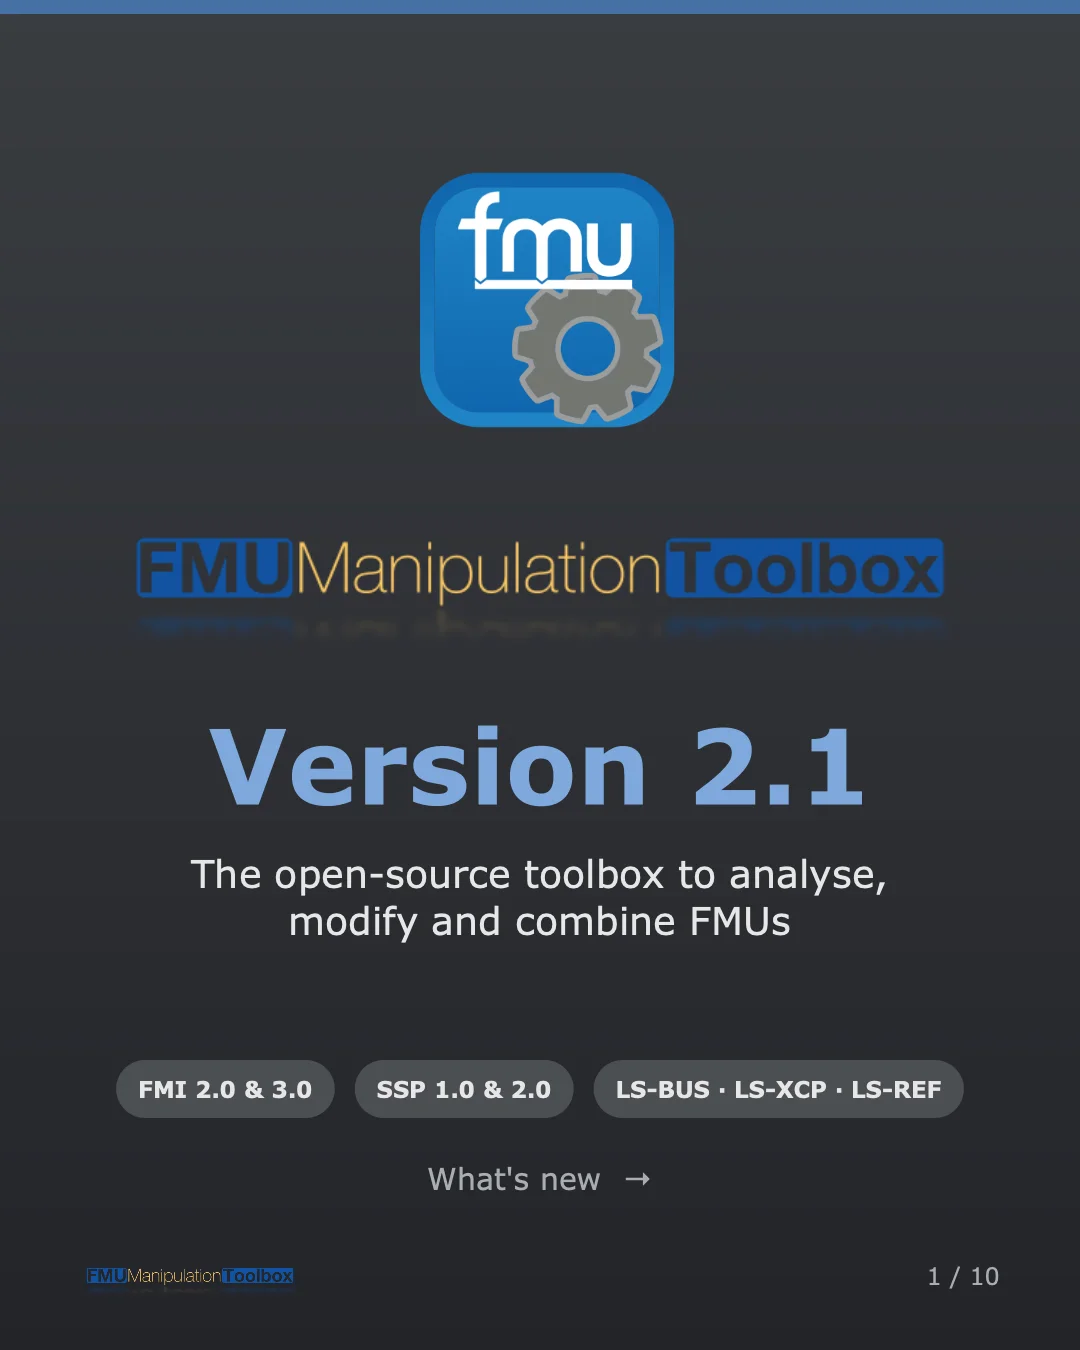 fmu
FMUManipulationToolbox
Version 2.1
The open-source toolbox to analyse,
modify and combine FMUs
FMI 2.0 & 3.0
SSP 1.0 & 2.0
LS-BUS · LS-XCP · LS-REF
What's new →
FMUManipulationToolbox
1 / 10